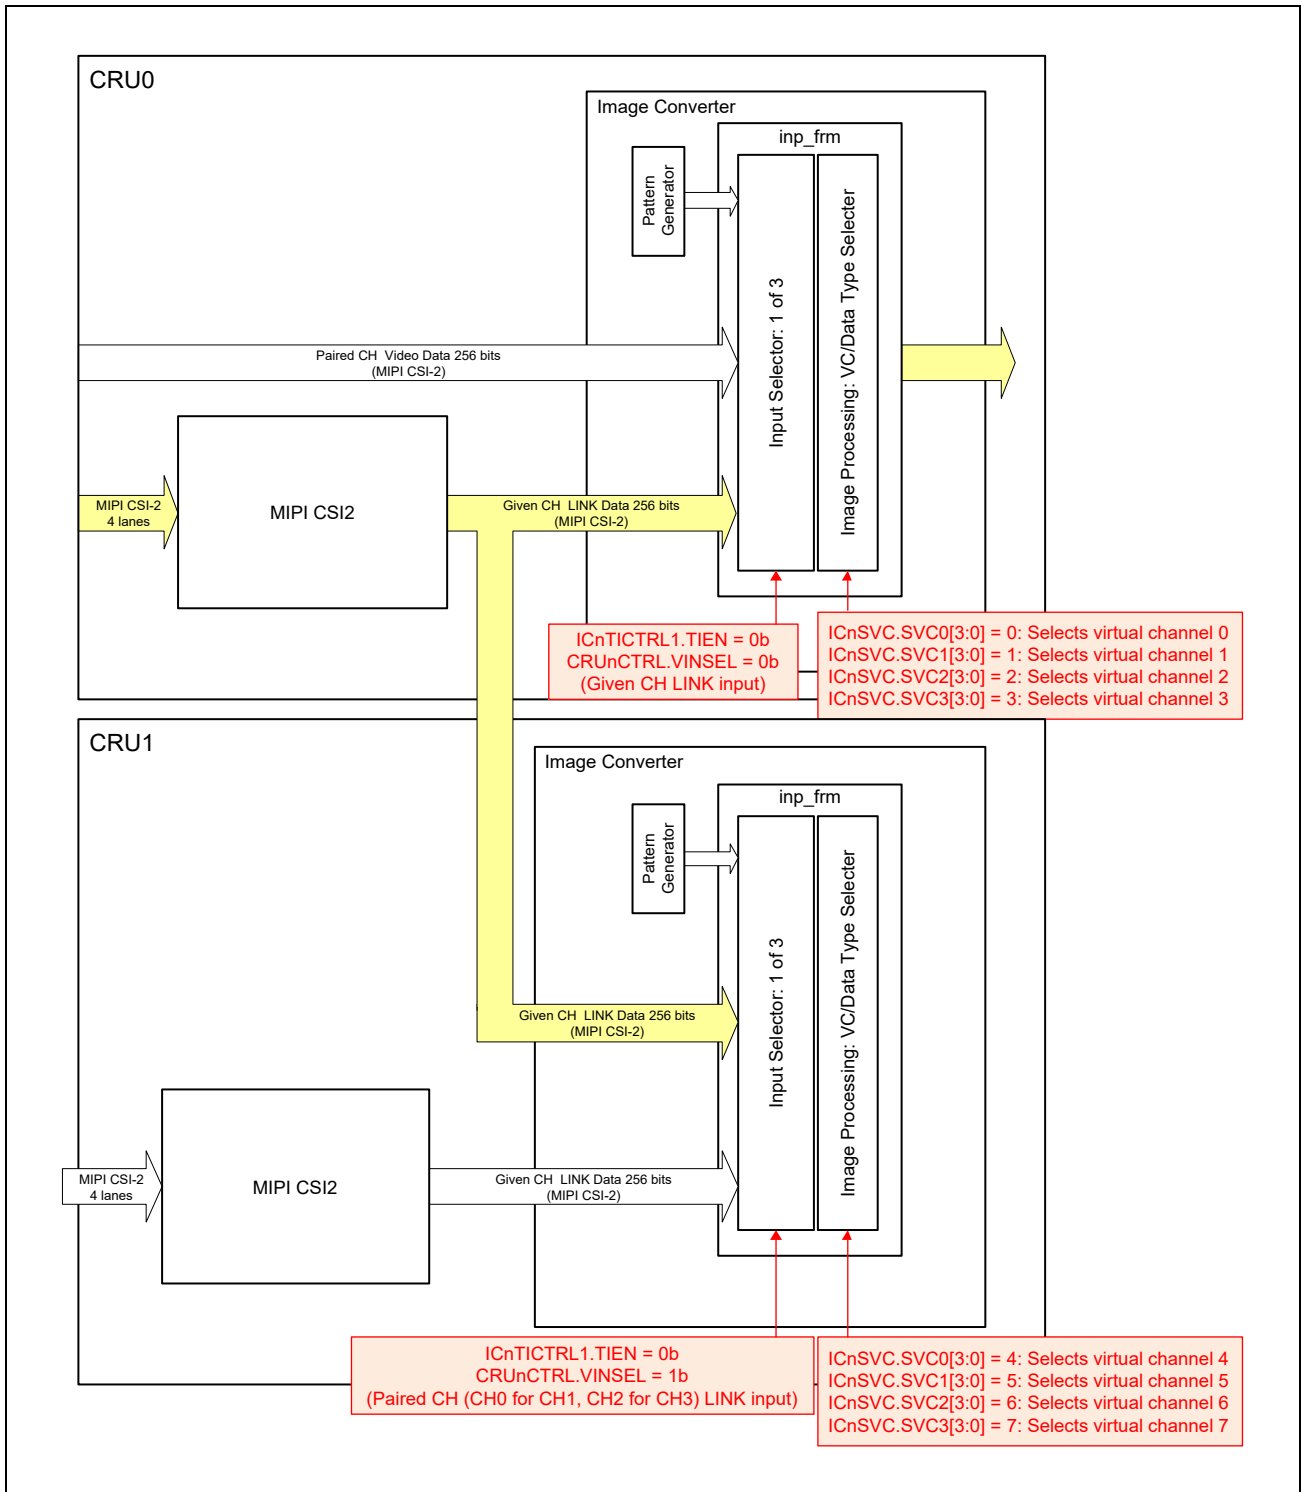 CRU0
Image Converter
inp_frm
Pattern
Generator
Input Selector: 1 of 3
Image Processing: VC/Data Type Selecter
Paired CH  Video Data 256 bits
(MIPI CSI-2)
MIPI CSI-2
4 lanes
MIPI CSI2
Given CH  LINK Data 256 bits
(MIPI CSI-2)
ICnTICTRL1.TIEN = 0b
CRUnCTRL.VINSEL = 0b
(Given CH LINK input)
ICnSVC.SVC0[3:0] = 0: Selects virtual channel 0
ICnSVC.SVC1[3:0] = 1: Selects virtual channel 1
ICnSVC.SVC2[3:0] = 2: Selects virtual channel 2
ICnSVC.SVC3[3:0] = 3: Selects virtual channel 3
CRU1
Image Converter
inp_frm
Pattern
Generator
Input Selector: 1 of 3
Image Processing: VC/Data Type Selecter
Given CH  LINK Data 256 bits
(MIPI CSI-2)
MIPI CSI-2
4 lanes
MIPI CSI2
Given CH  LINK Data 256 bits
(MIPI CSI-2)
ICnTICTRL1.TIEN = 0b
CRUnCTRL.VINSEL = 1b
(Paired CH (CH0 for CH1, CH2 for CH3) LINK input)
ICnSVC.SVC0[3:0] = 4: Selects virtual channel 4
ICnSVC.SVC1[3:0] = 5: Selects virtual channel 5
ICnSVC.SVC2[3:0] = 6: Selects virtual channel 6
ICnSVC.SVC3[3:0] = 7: Selects virtual channel 7